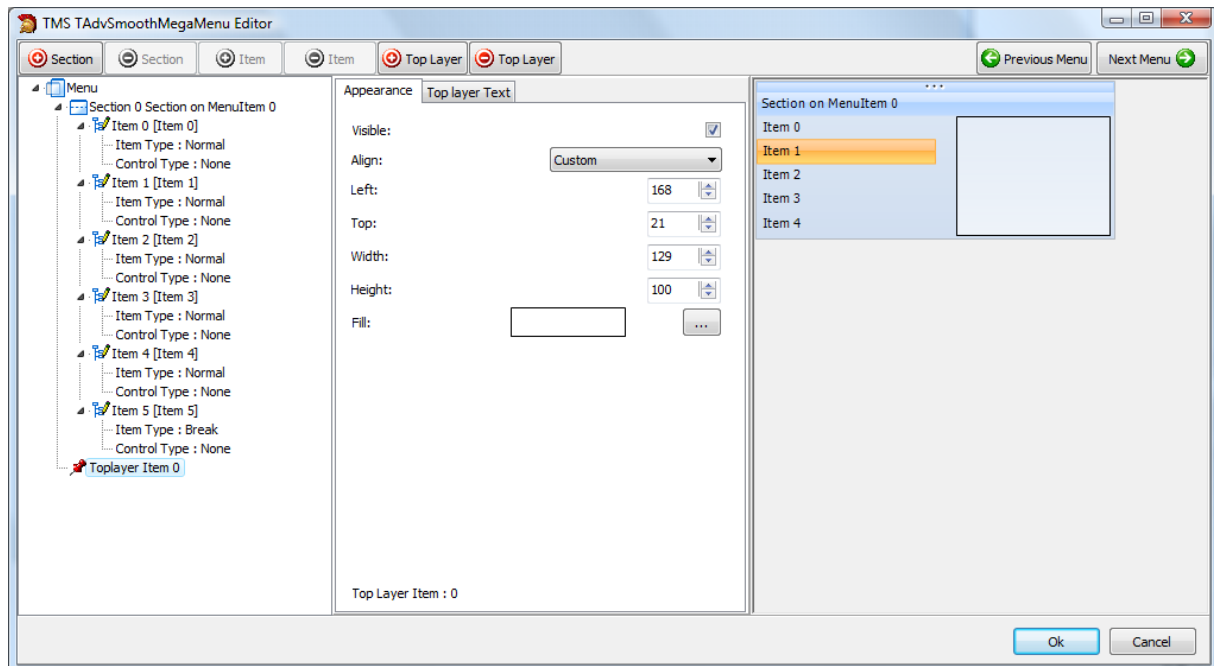 TMS TAdvSmoothMegaMenu Editor
Section
Section
Item
Item
Top Layer
Top Layer
Previous Menu
Next Menu
Menu
Section 0 Section on MenuItem 0
Item 0 [Item 0]
Item Type : Normal
Control Type : None
Item 1 [Item 1]
Item Type : Normal
Control Type : None
Item 2 [Item 2]
Item Type : Normal
Control Type : None
Item 3 [Item 3]
Item Type : Normal
Control Type : None
Item 4 [Item 4]
Item Type : Normal
Control Type : None
Item 5 [Item 5]
Item Type : Break
Control Type : None
Toplayer Item 0
Appearance
Top layer Text
Visible:
Align:
Custom
Left:
168
Top:
21
Width:
129
Height:
100
Fill:
...
Top Layer Item : 0
Section on MenuItem 0
Item 0
Item 1
Item 2
Item 3
Item 4
Ok
Cancel